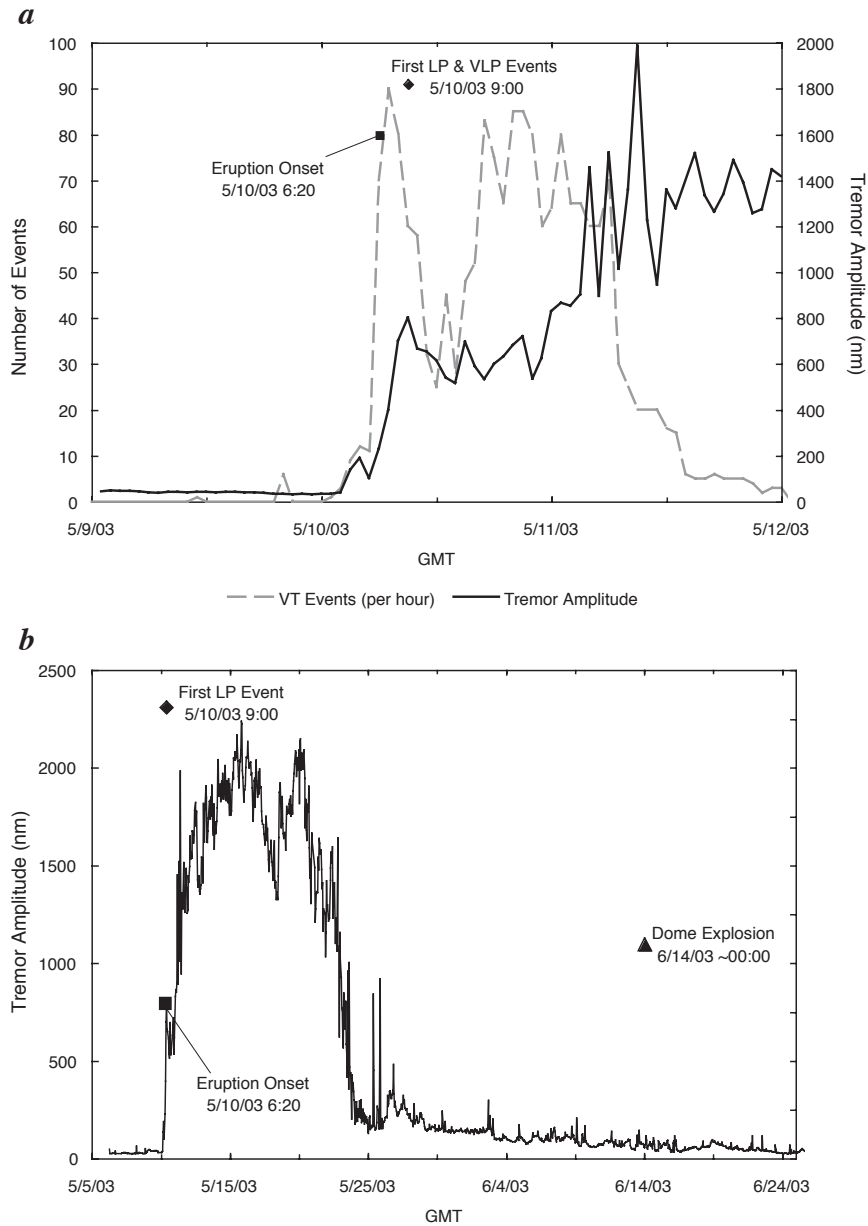 a
100
90
80
70
60
50
40
30
20
10
0
Number of Events
2000
1800
1600
1400
1200
1000
800
600
400
200
0
Tremor Amplitude
(nm)
First LP & VLP Events
5/10/03 9:00
Eruption Onset
5/10/03 6:20
5/9/03 5/10/03 5/11/03 5/12/03
GMT
VT Events (per hour) Tremor Amplitude
b
2500
2000
1500
1000
500
0
Tremor Amplitude (nm)
First LP Event
5/10/03 9:00
Dome Explosion
6/14/03 ~00:00
Eruption Onset
5/10/03 6:20
5/5/03 5/15/03 5/25/03 6/4/03 6/14/03 6/24/03
GMT